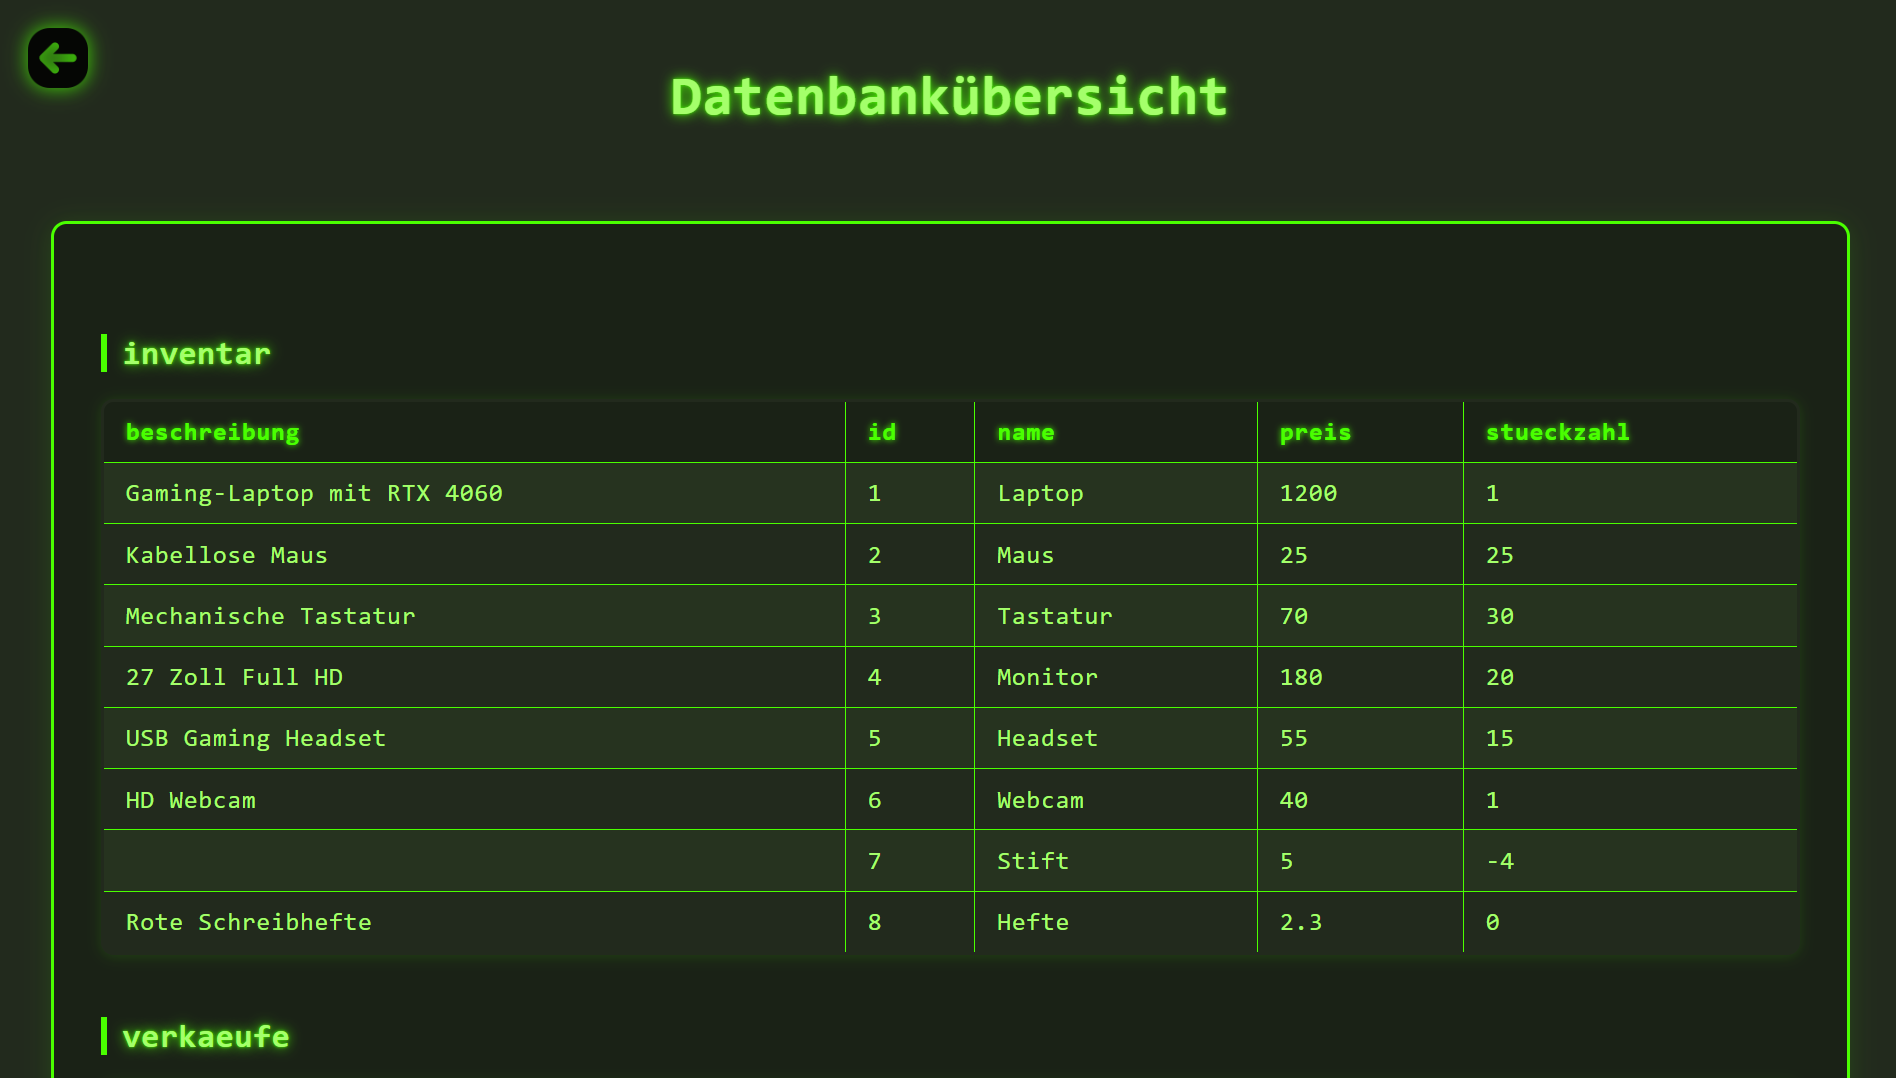 Datenbankübersicht
inventar
beschreibung id name preis stueckzahl
Gaming-Laptop mit RTX 4060 1 Laptop 1200 1
Kabellose Maus 2 Maus 25 25
Mechanische Tastatur 3 Tastatur 70 30
27 Zoll Full HD 4 Monitor 180 20
USB Gaming Headset 5 Headset 55 15
HD Webcam 6 Webcam 40 1
7 Stift 5 -4
Rote Schreibhefte 8 Hefte 2.3 0
verkaeufe